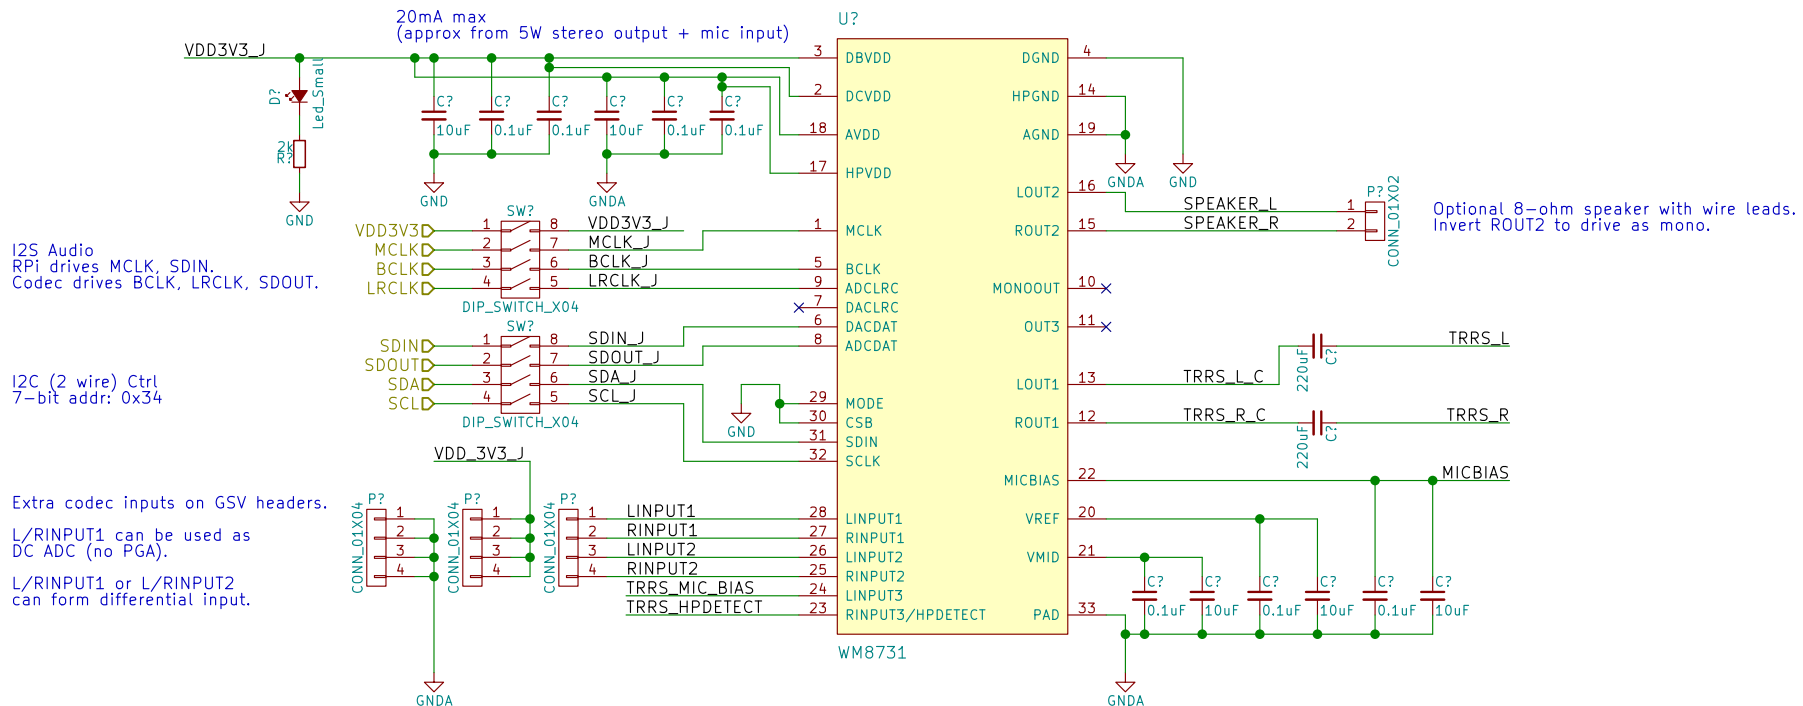 20mA max
(approx from 5W stereo output + mic input)
VDD3V3_J
D?
Led_Small
2k
R?
GND
C?
10uF
C?
0.1uF
C?
0.1uF
C?
10uF
C?
0.1uF
C?
0.1uF
GND
GNDA
I2S Audio
RPi drives MCLK, SDIN.
Codec drives BCLK, LRCLK, SDOUT.
VDD3V3
MCLK
BCLK
LRCLK
SW?
1
2
3
4
8
7
6
5
DIP_SWITCH_X04
VDD3V3_J
MCLK_J
BCLK_J
LRCLK_J
I2C (2 wire) Ctrl
7-bit addr: 0x34
SDIN
SDOUT
SDA
SCL
SW?
1
2
3
4
8
7
6
5
DIP_SWITCH_X04
SDIN_J
SDOUT_J
SDA_J
SCL_J
GND
Extra codec inputs on GSV headers.
L/RINPUT1 can be used as
DC ADC (no PGA).
L/RINPUT1 or L/RINPUT2
can form differential input.
VDD_3V3_J
P?
CONN_01X04
1
2
3
4
P?
CONN_01X04
1
2
3
4
P?
CONN_01X04
1
2
3
4
GNDA
LINPUT1
RINPUT1
LINPUT2
RINPUT2
TRRS_MIC_BIAS
TRRS_HPDETECT
U?
3 DBVDD
2 DCVDD
18 AVDD
17 HPVDD
1 MCLK
5 BCLK
9 ADCLRC
7 DACLRC
6 DACDAT
8 ADCDAT
29 MODE
30 CSB
31 SDIN
32 SCLK
28 LINPUT1
27 RINPUT1
26 LINPUT2
25 RINPUT2
24 LINPUT3
23 RINPUT3/HPDETECT
DGND 4
HPGND 14
AGND 19
LOUT2 16
ROUT2 15
MONOOUT 10
OUT3 11
LOUT1 13
ROUT1 12
MICBIAS 22
VREF 20
VMID 21
PAD 33
WM8731
GNDA
GND
SPEAKER_L
SPEAKER_R
P?
1
2
CONN_01X02
Optional 8-ohm speaker with wire leads.
Invert ROUT2 to drive as mono.
TRRS_L_C
220uF
C?
TRRS_L
TRRS_R_C
220uF
C?
TRRS_R
MICBIAS
C?
0.1uF
C?
10uF
C?
0.1uF
C?
10uF
C?
0.1uF
C?
10uF
GNDA